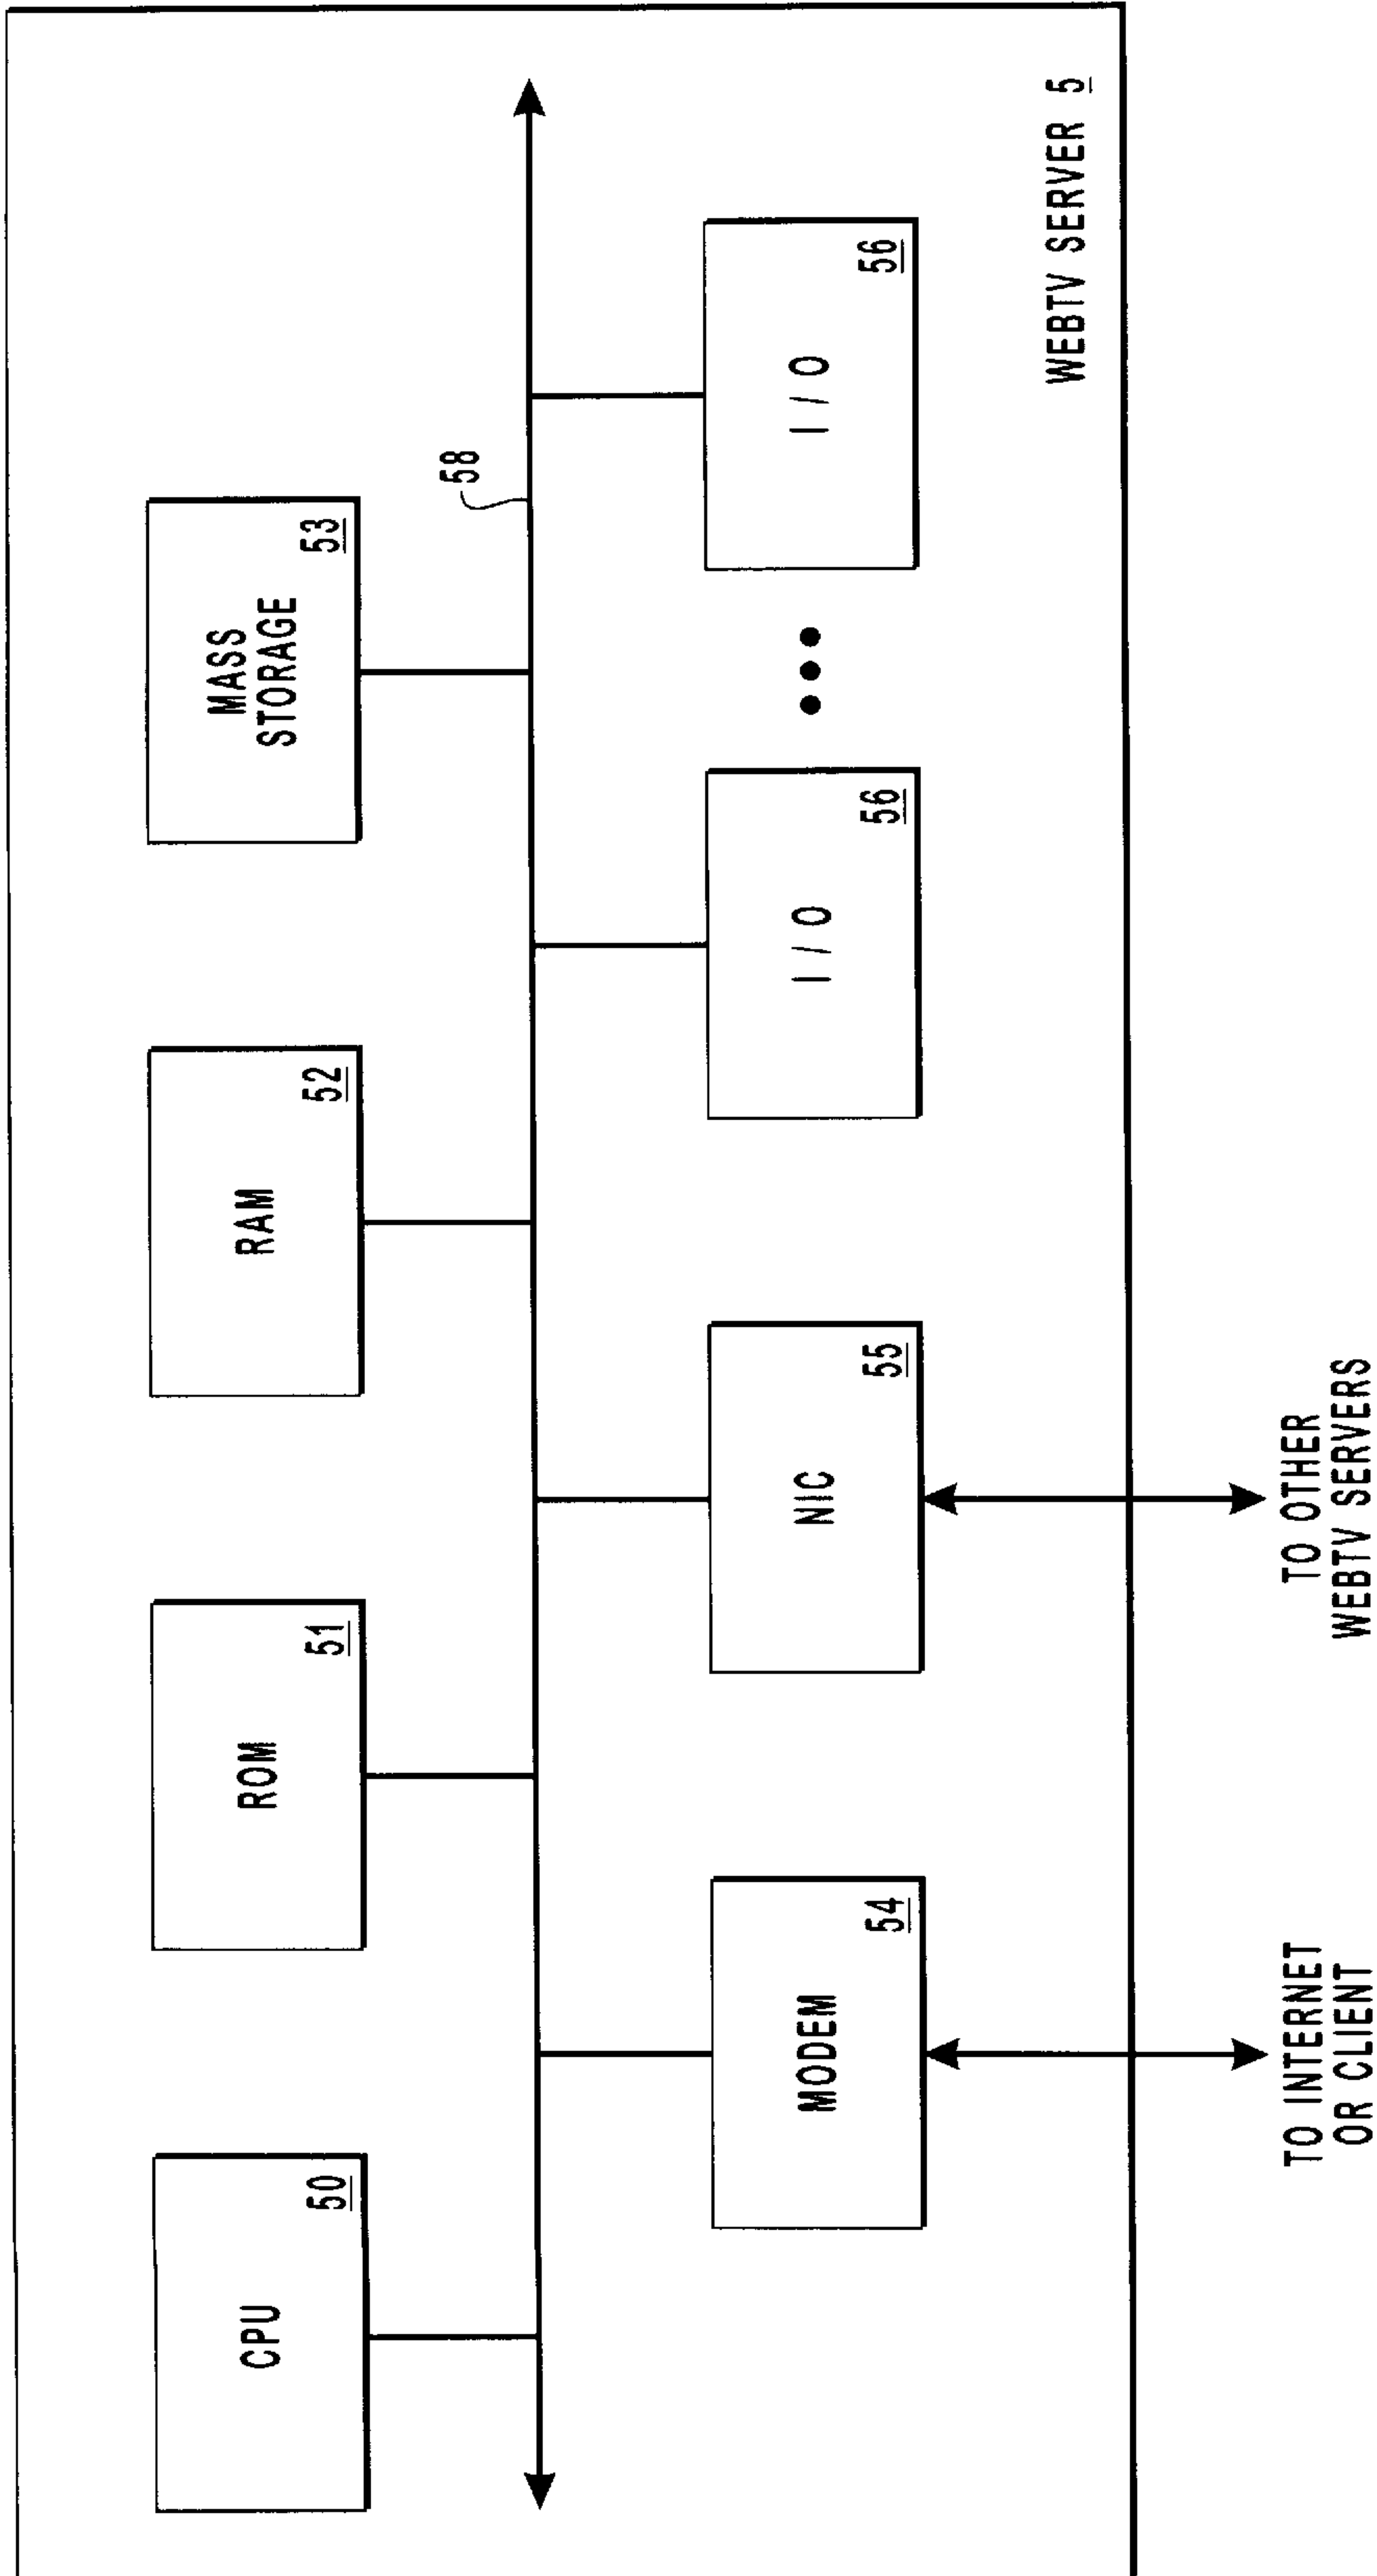 CPU
50
ROM
51
RAM
52
MASS
STORAGE
53
58
MODEM
54
NIC
55
I / O
56
I / O
56
WEBTV SERVER 5
TO INTERNET
OR CLIENT
TO OTHER
WEBTV SERVERS